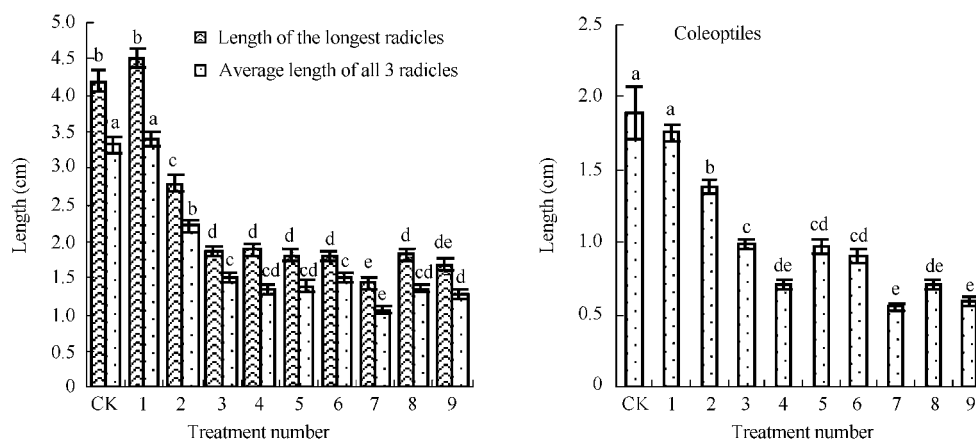 5.0
4.5
4.0
3.5
3.0
2.5
2.0
1.5
1.0
0.5
0
Length (cm)
Length of the longest radicles
Average length of all 3 radicles
b
a
b
a
c
b
d
c
d
cd
d
cd
d
c
e
e
d
cd
de
d
CK 1 2 3 4 5 6 7 8 9
Treatment number
2.5
2.0
1.5
1.0
0.5
0
Length (cm)
Coleoptiles
a
a
b
c
de
cd
cd
e
de
e
CK 1 2 3 4 5 6 7 8 9
Treatment number